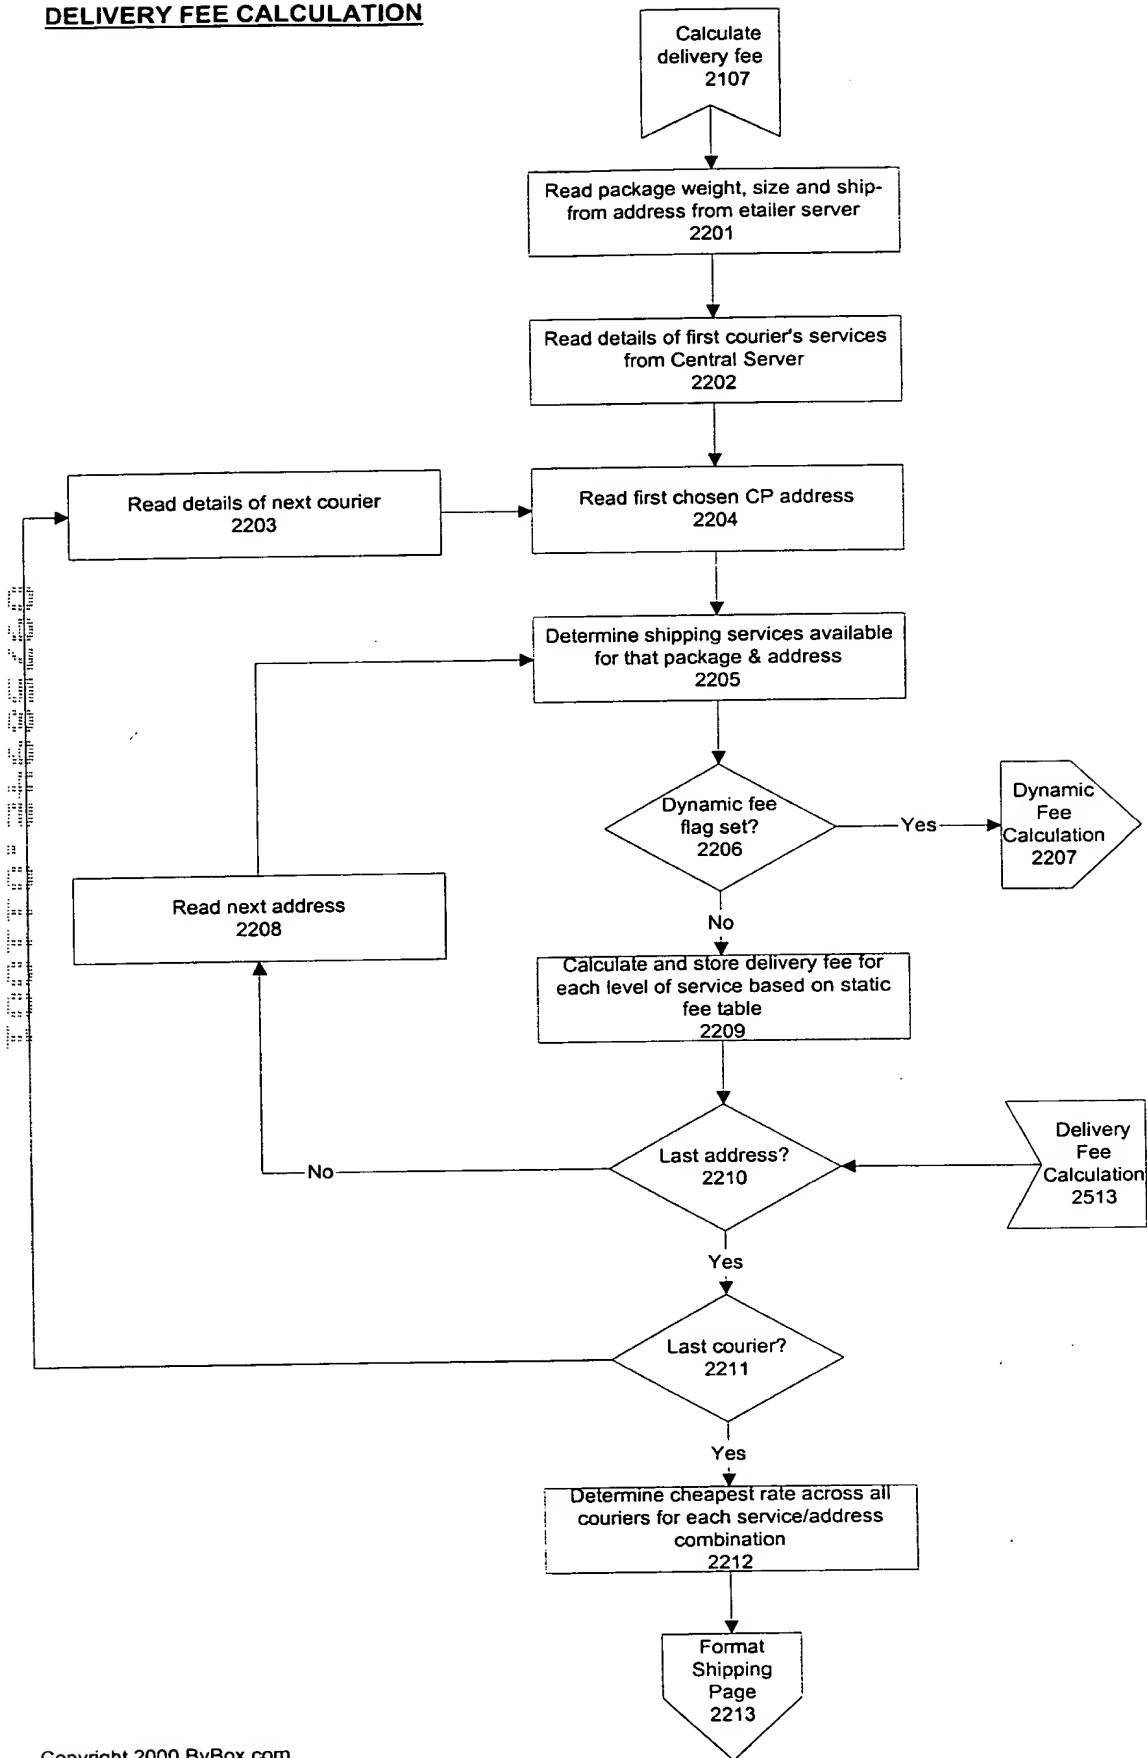 DELIVERY FEE CALCULATION
Calculate
delivery fee
2107
Read package weight, size and ship-
from address from etailer server
2201
Read details of first courier's services
from Central Server
2202
Read details of next courier
2203
Read first chosen CP address
2204
Determine shipping services available
for that package & address
2205
Dynamic fee
flag set?
2206
Yes
Dynamic
Fee
Calculation
2207
Read next address
2208
No
Calculate and store delivery fee for
each level of service based on static
fee table
2209
Last address?
2210
No
Delivery
Fee
Calculation
2513
Yes
Last courier?
2211
Yes
Determine cheapest rate across all
couriers for each service/address
combination
2212
Format
Shipping
Page
2213
Copyright 2000 ByBox.com